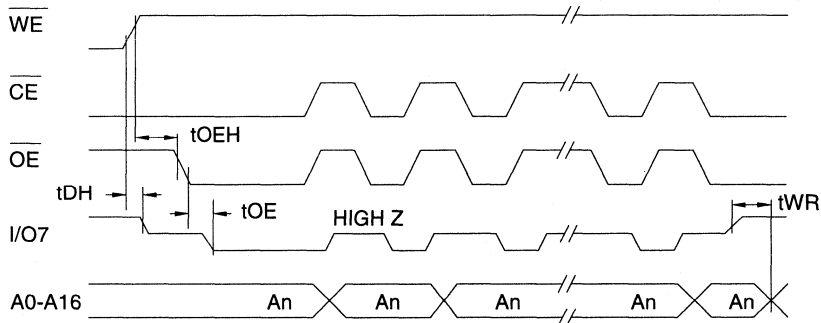 WE
CE
tOEH
OE
tDH
tOE
HIGH Z
tWR
I/O7
A0-A16
An
An
An
An
An